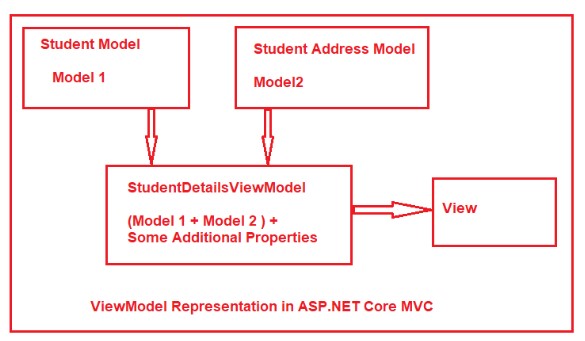 Student Model
Model 1
Student Address Model
Model2
StudentDetailsViewModel
(Model 1 + Model 2 ) +
Some Additional Properties
View
ViewModel Representation in ASP.NET Core MVC